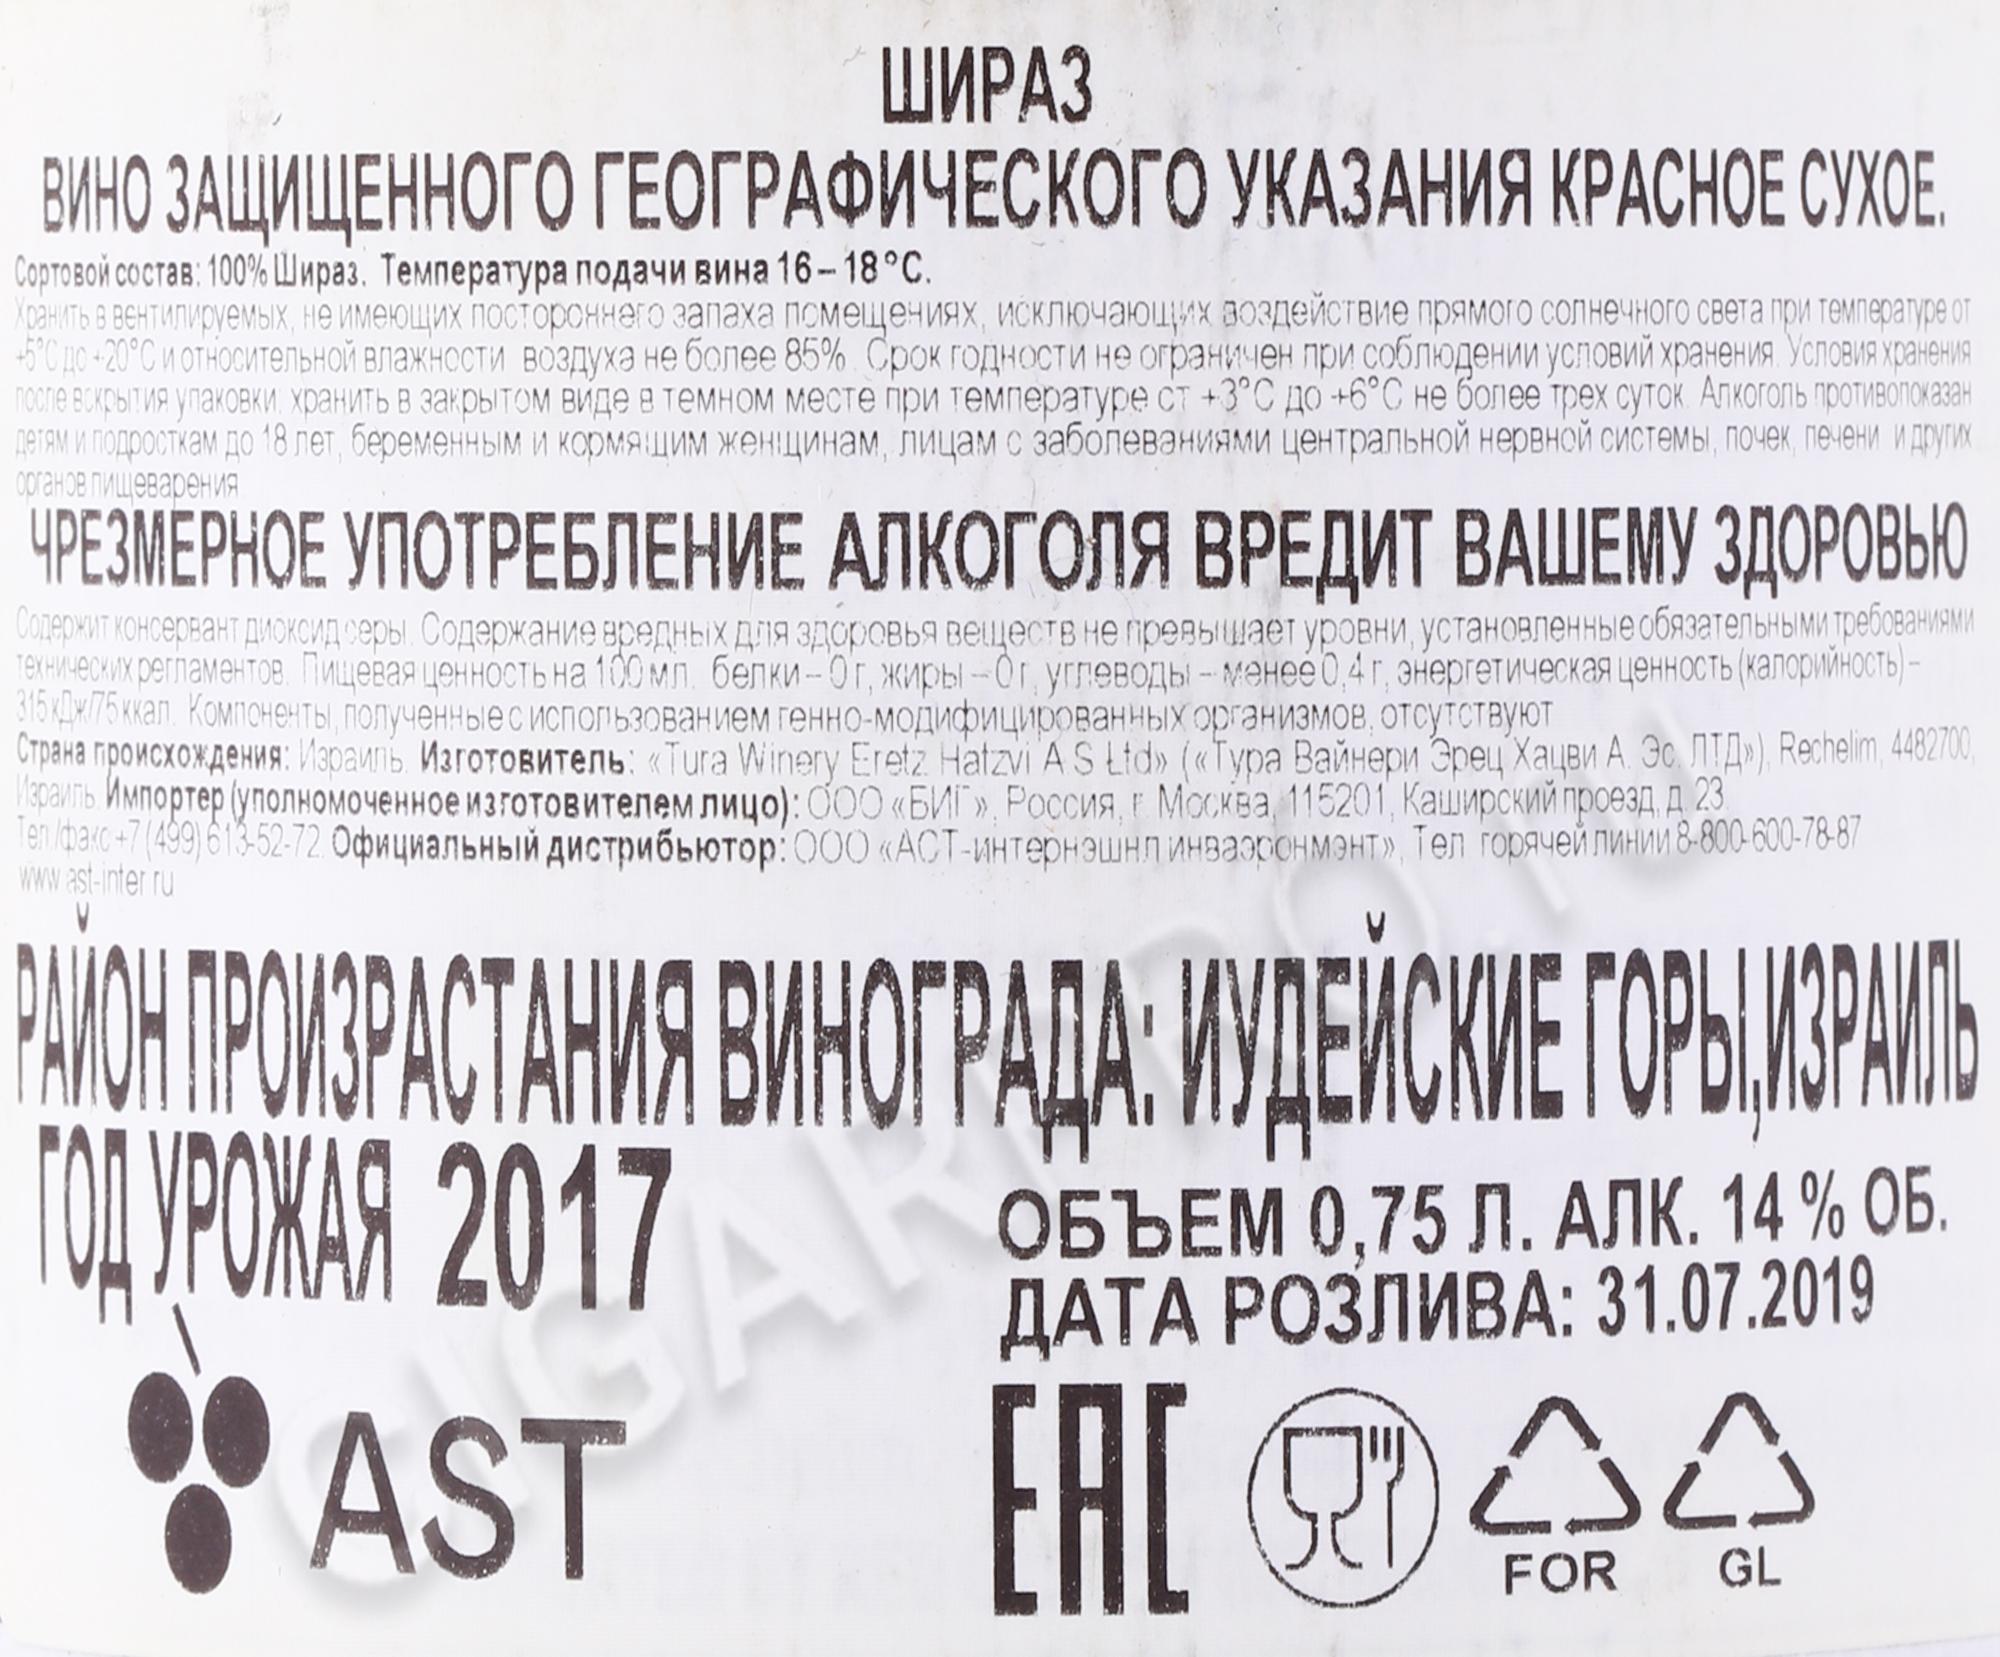 ШИРАЗ
ВИНО ЗАЩИЩЕННОГО ГЕОГРАФИЧЕСКОГО УКАЗАНИЯ КРАСНОЕ СУХОЕ.
Сортовой состав: 100% Шираз. Температура подачи вина 16–18°С.
Хранить в вентилируемых, не имеющих постороннего запаха помещениях, исключающих воздействие прямого солнечного света при температуре от
+5°С до +20°С и относительной влажности воздуха не более 85%. Срок годности не ограничен при соблюдении условий хранения. Условия хранения
после вскрытия упаковки: хранить в закрытом виде в темном месте при температуре от +3°С до +6°С не более трех суток. Алкоголь противопоказан
детям и подросткам до 18 лет, беременным и кормящим женщинам, лицам с заболеваниями центральной нервной системы, почек, печени и других
органов пищеварения
ЧРЕЗМЕРНОЕ УПОТРЕБЛЕНИЕ АЛКОГОЛЯ ВРЕДИТ ВАШЕМУ ЗДОРОВЬЮ
Содержит консервант диоксид серы. Содержание вредных для здоровья веществ не превышает уровни, установленные обязательными требованиями
технических регламентов. Пищевая ценность на 100 мл: белки – 0 г, жиры – 0 г, углеводы – менее 0,4 г, энергетическая ценность (калорийность) –
315 кДж/75 ккал. Компоненты, полученные с использованием генно-модифицированных организмов, отсутствуют
Страна происхождения: Израиль. Изготовитель: «Tura Winery Eretz Hatzvi A.S Ltd» («Тура Вайнери Эрец Хацви А. Эс. ЛТД»), Rechelim, 4482700,
Израиль. Импортер (уполномоченное изготовителем лицо): ООО «БИГ», Россия, г. Москва, 115201, Каширский проезд, д. 23.
Тел./факс +7 (499) 613-52-72. Официальный дистрибьютор: ООО «АСТ-интернэшнл инваэронмэнт», Тел. горячей линии 8-800-600-78-87
www.ast-inter.ru
РАЙОН ПРОИЗРАСТАНИЯ ВИНОГРАДА: ИУДЕЙСКИЕ ГОРЫ,ИЗРАИЛЬ
ГОД УРОЖАЯ 2017
ОБЪЕМ 0,75 Л. АЛК. 14 % ОБ.
ДАТА РОЗЛИВА: 31.07.2019
AST
EAC
FOR
GL
CIGARPRO.ru